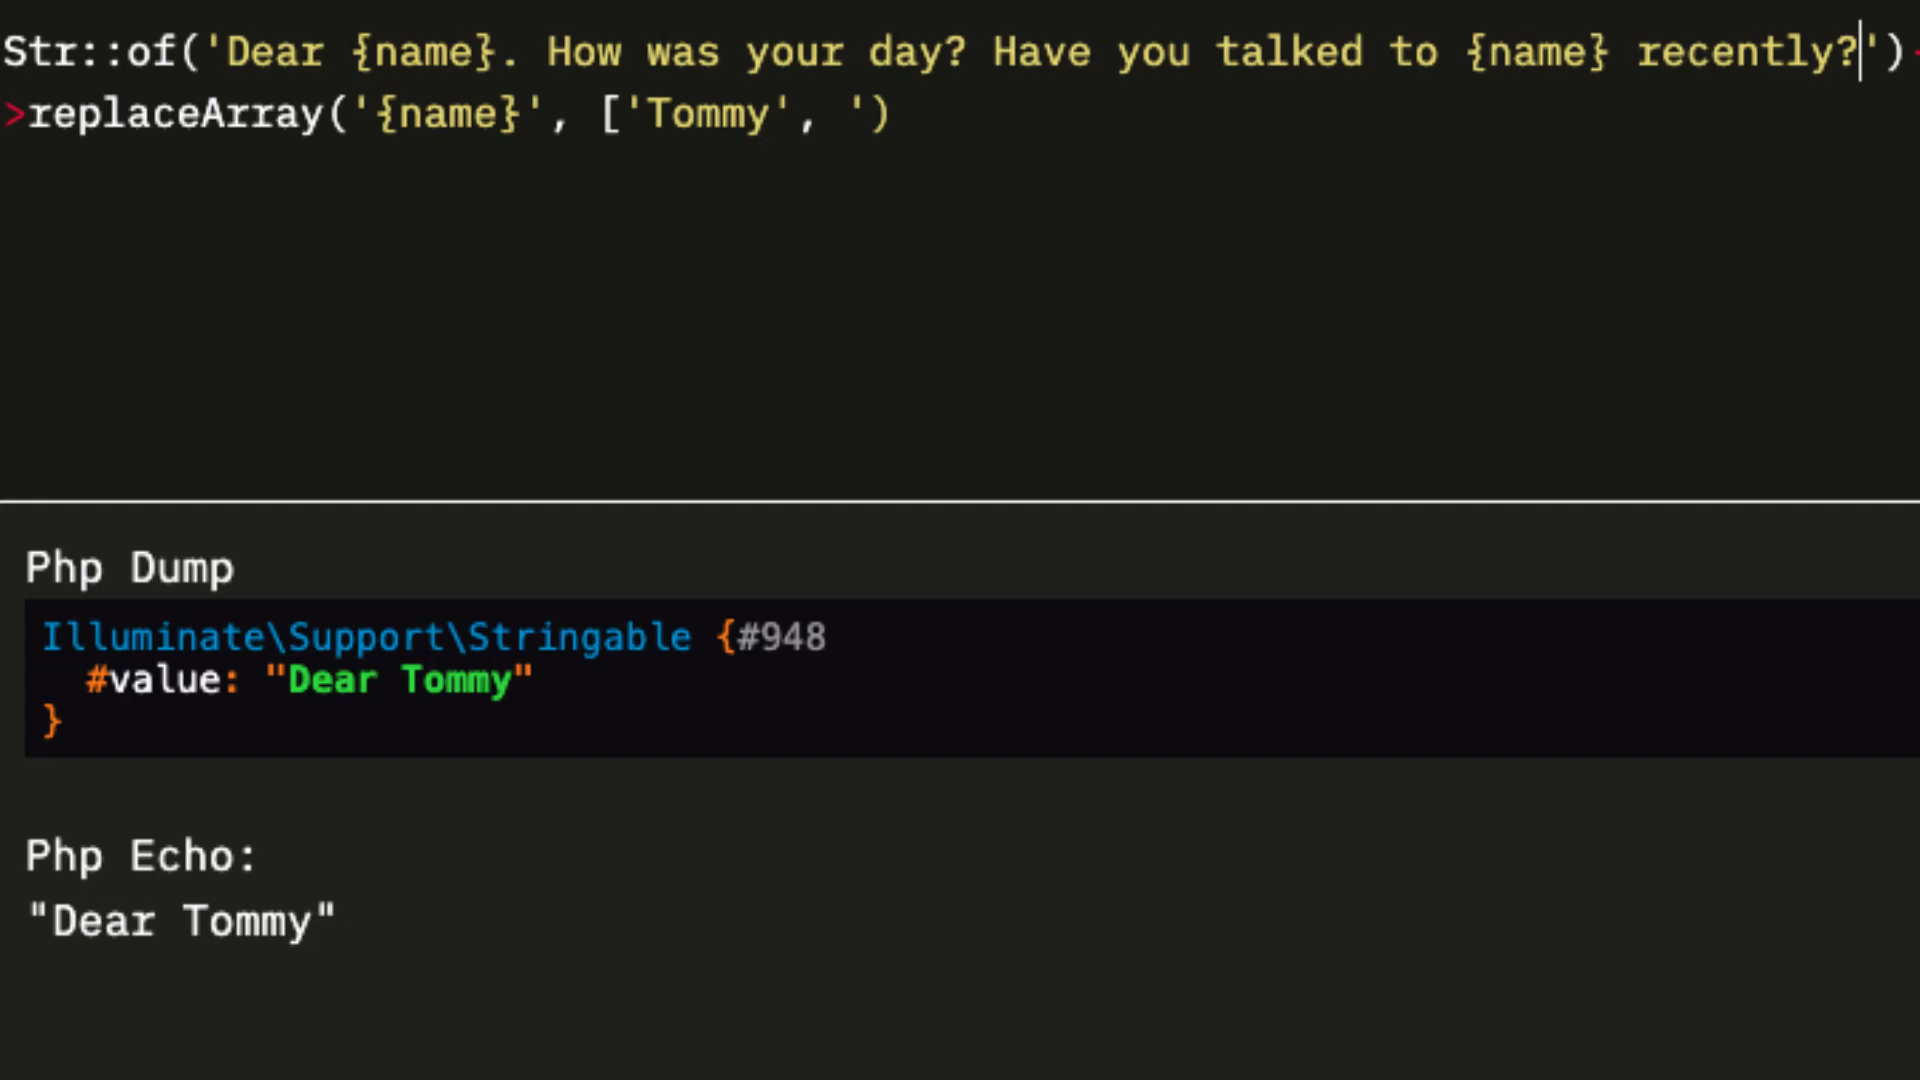 Str::of('Dear {name}. How was your day? Have you talked to {name} recently?')-
>replaceArray('{name}', ['Tommy', ')
Php Dump
Illuminate\Support\Stringable {#948
#value: "Dear Tommy"
}
Php Echo:
"Dear Tommy"